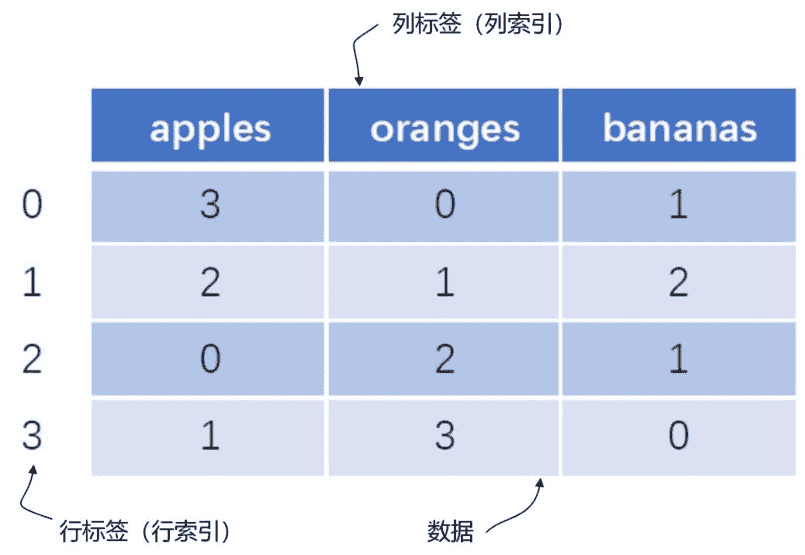 列标签（列索引）
apples oranges bananas
0 3 0 1
1 2 1 2
2 0 2 1
3 1 3 0
行标签（行索引） 数据